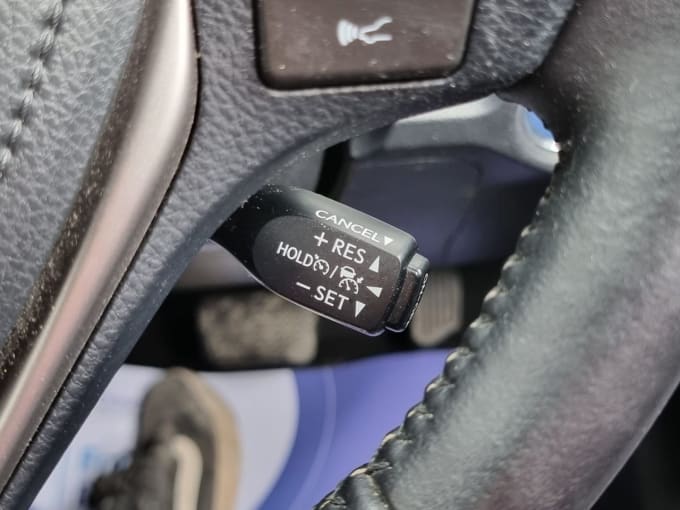 CANCEL▼
+ RES ▲
HOLD /
− SET ▼